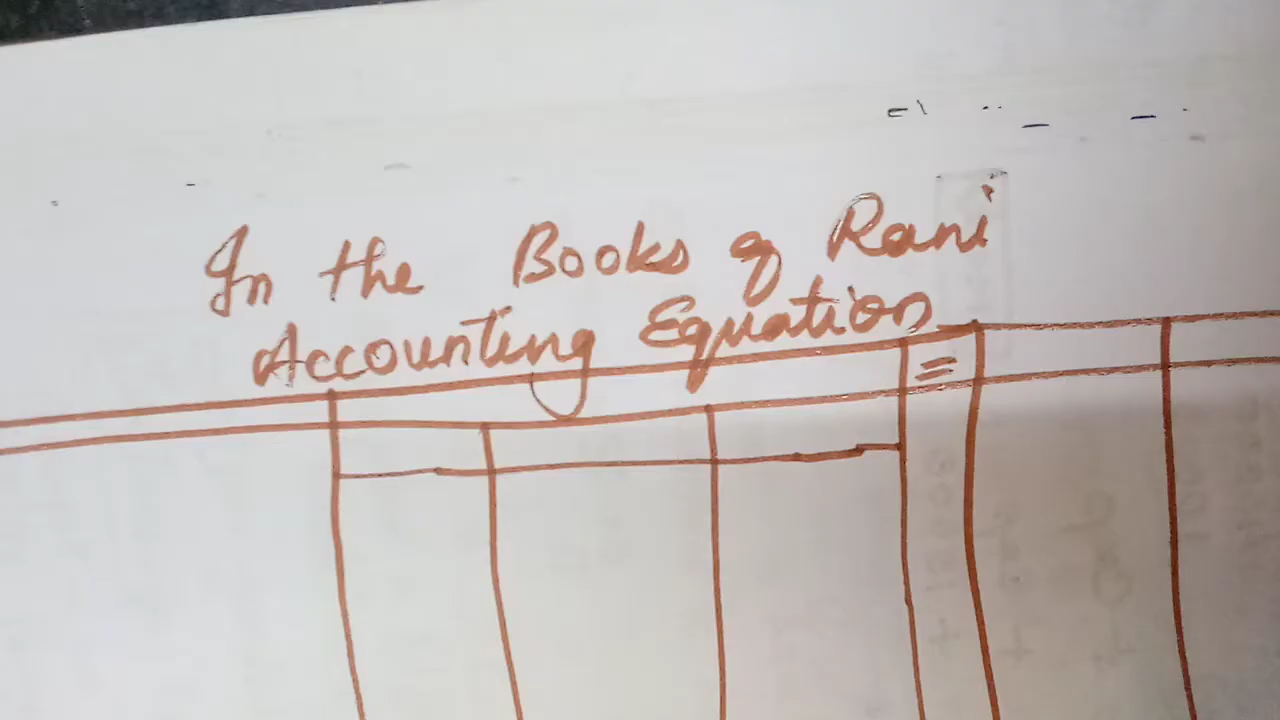 In the Books of Rani
Accounting Equation
=